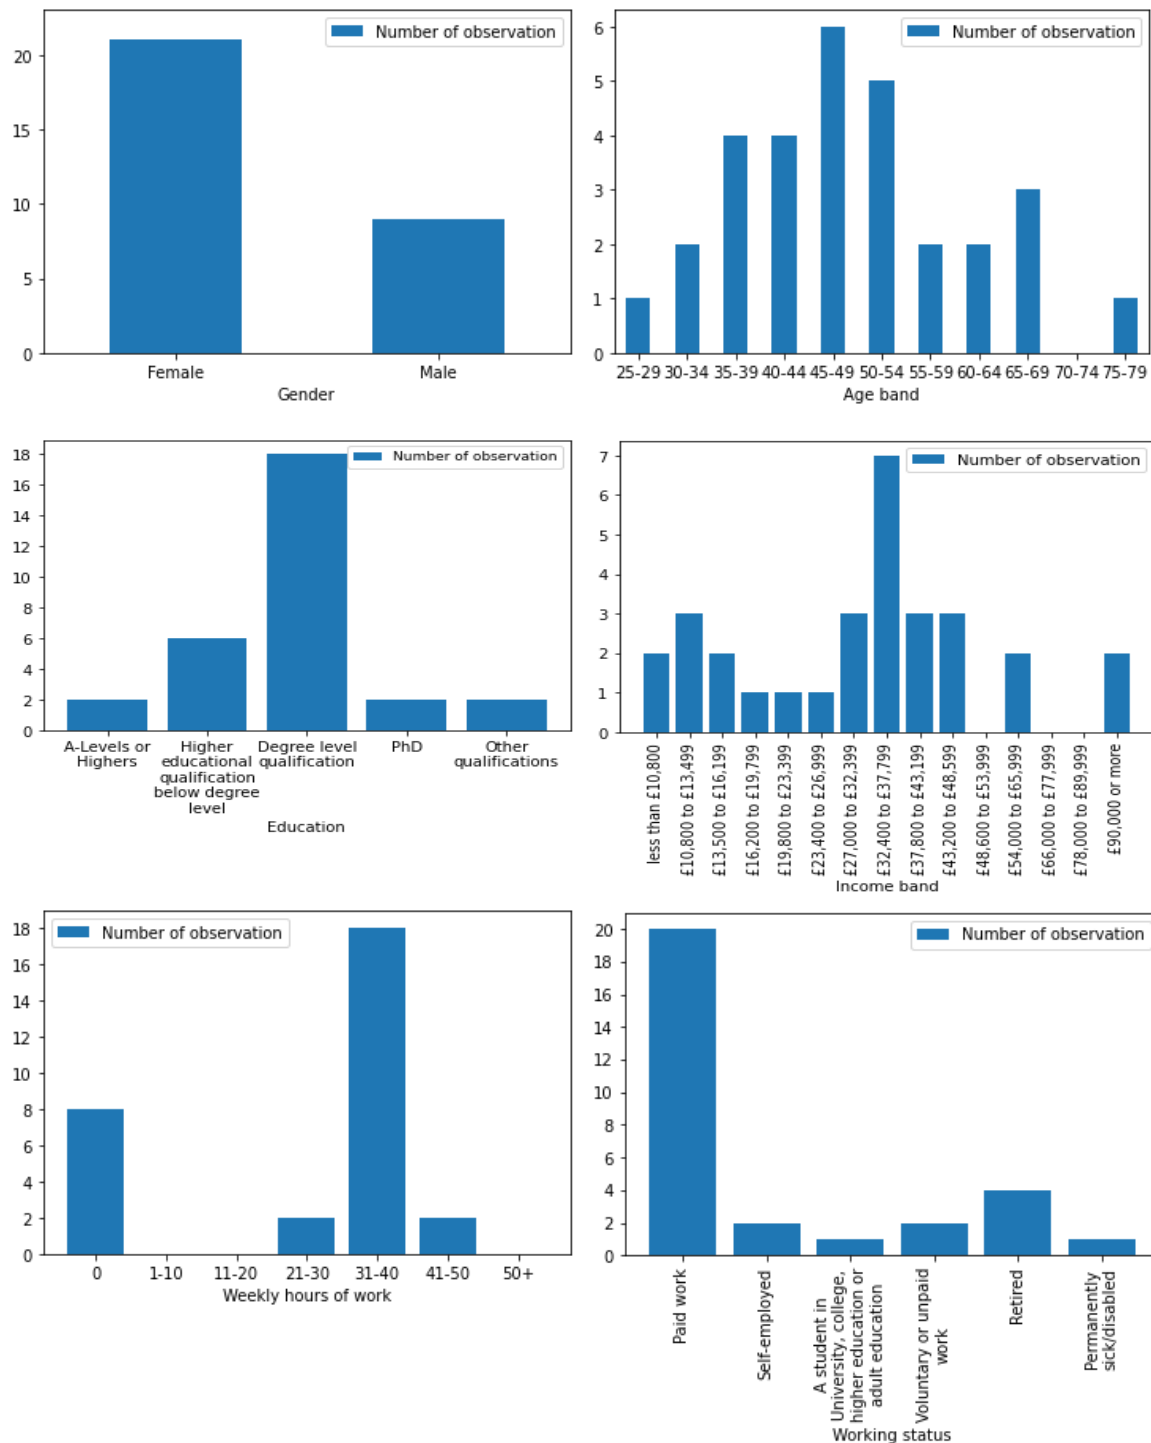 Number of observation
20
15
10
5
0
Female
Male
Gender
Number of observation
6
5
4
3
2
1
0
25-29 30-34 35-39 40-44 45-49 50-54 55-59 60-64 65-69 70-74 75-79
Age band
Number of observation
18
16
14
12
10
8
6
4
2
0
A-Levels or
Highers
Higher
educational
qualification
below degree
level
Degree level
qualification
PhD
Other
qualifications
Education
Number of observation
7
6
5
4
3
2
1
0
less than £10,800
£10,800 to £13,499
£13,500 to £16,199
£16,200 to £19,799
£19,800 to £23,399
£23,400 to £26,999
£27,000 to £32,399
£32,400 to £37,799
£37,800 to £43,199
£43,200 to £48,599
£48,600 to £53,999
£54,000 to £65,999
£66,000 to £77,999
£78,000 to £89,999
£90,000 or more
Income band
Number of observation
18
16
14
12
10
8
6
4
2
0
0 1-10 11-20 21-30 31-40 41-50 50+
Weekly hours of work
Number of observation
20
18
16
14
12
10
8
6
4
2
0
Paid work
Self-employed
A student in
University, college,
higher education or
adult education
Voluntary or unpaid
work
Retired
Permanently
sick/disabled
Working status